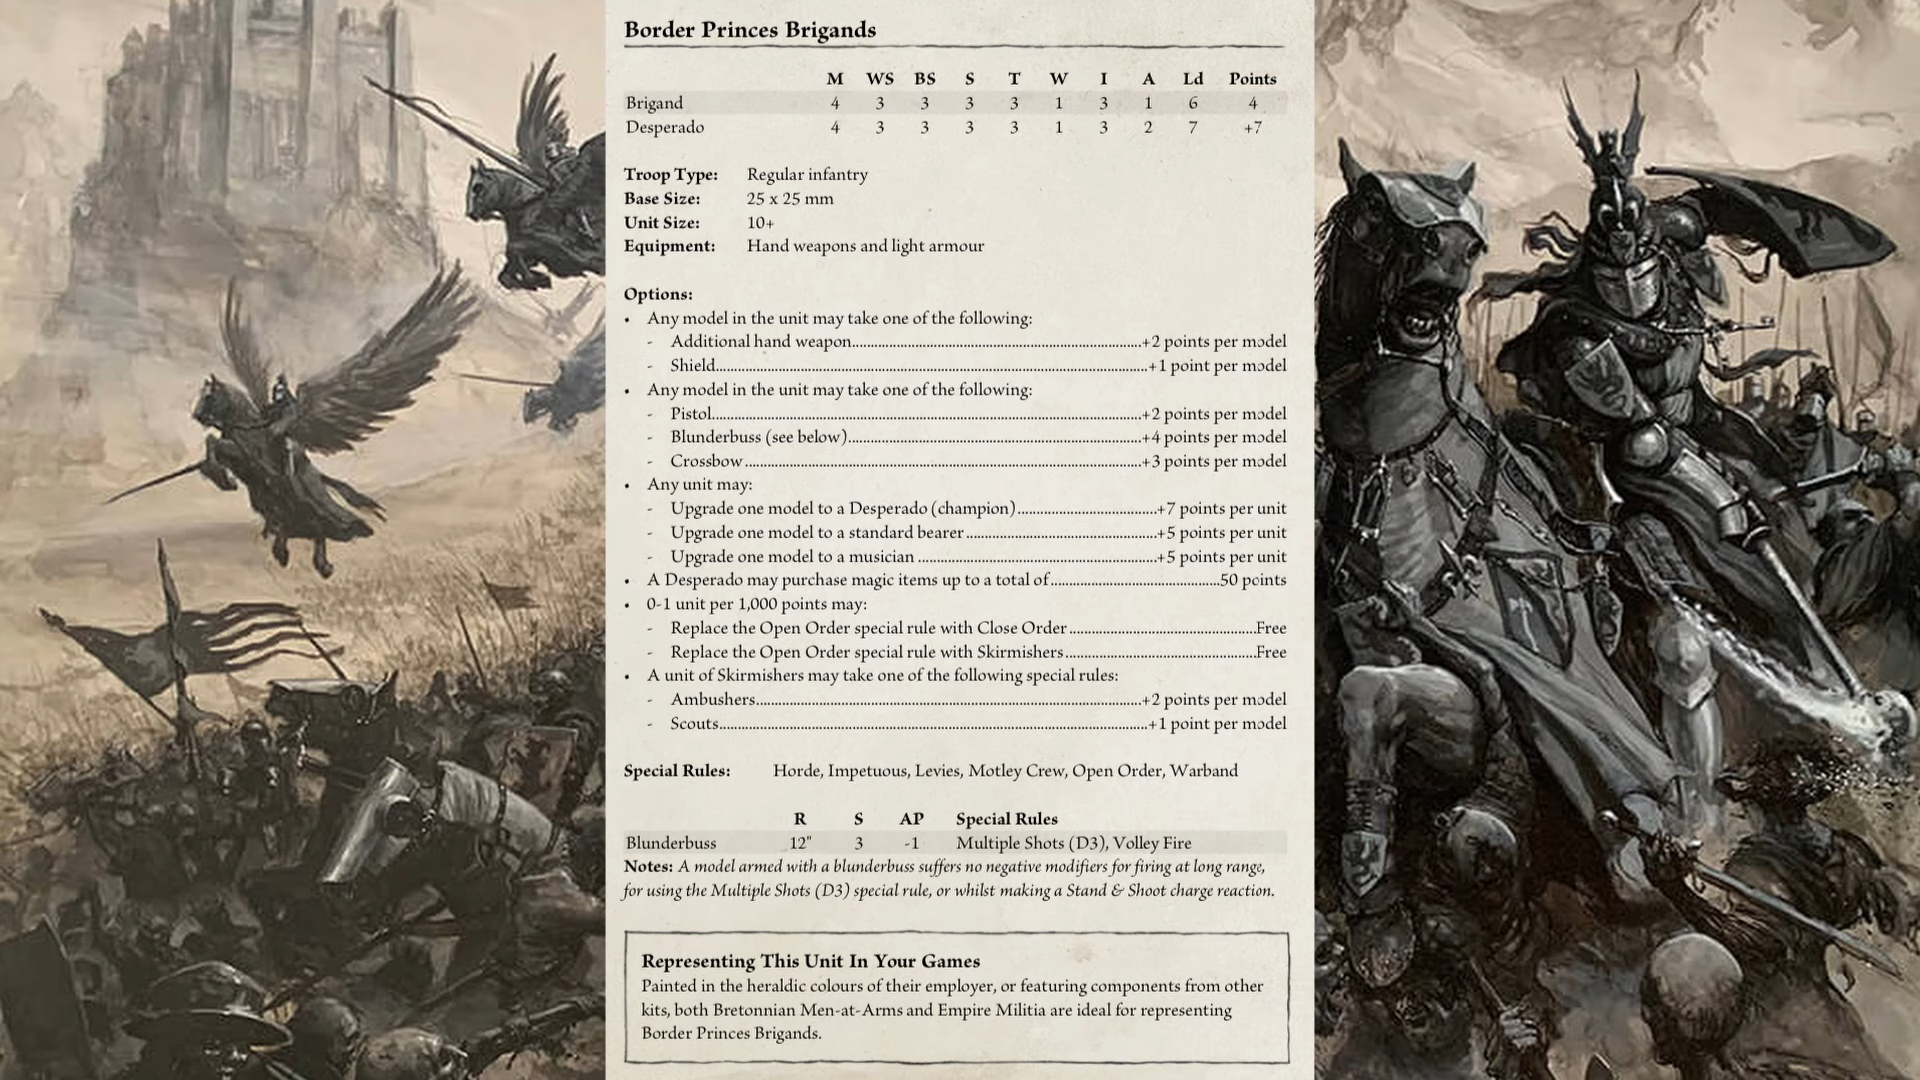 Border Princes Brigands
M WS BS S T W I A Ld Points
Brigand 4 3 3 3 3 1 3 1 6 4
Desperado 4 3 3 3 3 1 3 2 7 +7
Troop Type: Regular infantry
Base Size: 25 x 25 mm
Unit Size: 10+
Equipment: Hand weapons and light armour
Options:
• Any model in the unit may take one of the following:
- Additional hand weapon....+2 points per model
- Shield....+1 point per model
• Any model in the unit may take one of the following:
- Pistol....+2 points per model
- Blunderbuss (see below)....+4 points per model
- Crossbow....+3 points per model
• Any unit may:
- Upgrade one model to a Desperado (champion)....+7 points per unit
- Upgrade one model to a standard bearer....+5 points per unit
- Upgrade one model to a musician ....+5 points per unit
• A Desperado may purchase magic items up to a total of....50 points
• 0-1 unit per 1,000 points may:
- Replace the Open Order special rule with Close Order....Free
- Replace the Open Order special rule with Skirmishers....Free
• A unit of Skirmishers may take one of the following special rules:
- Ambushers....+2 points per model
- Scouts....+1 point per model
Special Rules: Horde, Impetuous, Levies, Motley Crew, Open Order, Warband
R S AP Special Rules
Blunderbuss 12" 3 -1 Multiple Shots (D3), Volley Fire
Notes: A model armed with a blunderbuss suffers no negative modifiers for firing at long range,
for using the Multiple Shots (D3) special rule, or whilst making a Stand & Shoot charge reaction.
Representing This Unit In Your Games
Painted in the heraldic colours of their employer, or featuring components from other
kits, both Bretonnian Men-at-Arms and Empire Militia are ideal for representing
Border Princes Brigands.